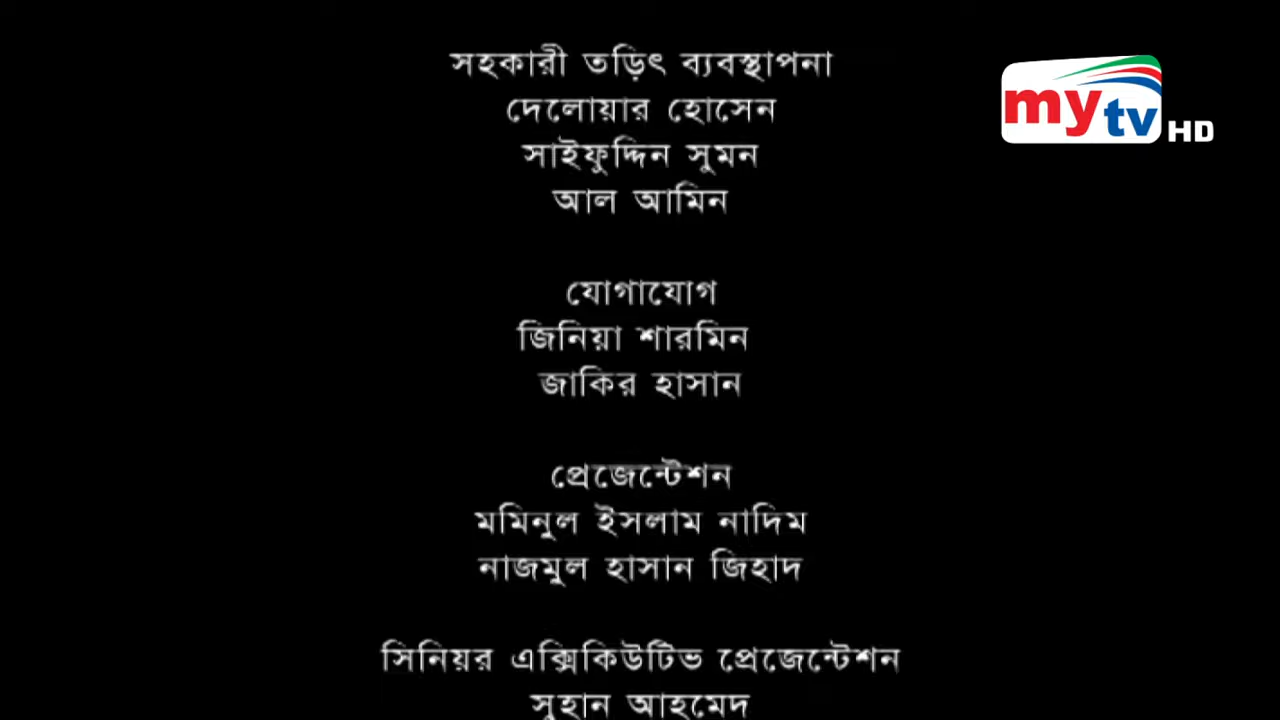 সহকারী তড়িৎ ব্যবস্থাপনা
দেলোয়ার হোসেন
সাইফুদ্দিন সুমন
আল আমিন
যোগাযোগ
জিনিয়া শারমিন
জাকির হাসান
প্রেজেন্টেশন
মমিনুল ইসলাম নাদিম
নাজমুল হাসান জিহাদ
সিনিয়র এক্সিকিউটিভ প্রেজেন্টেশন
সুহান আহমেদ
mytv HD